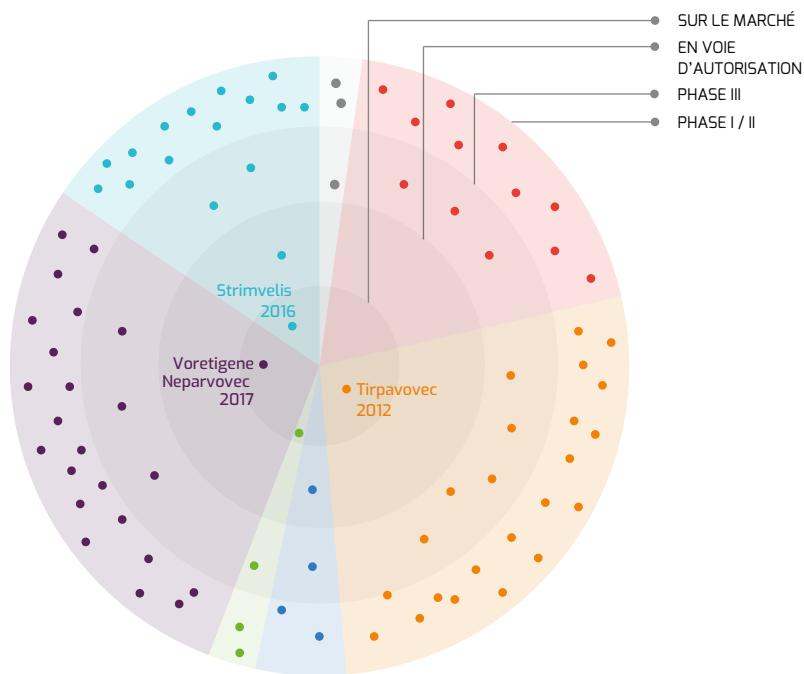 SUR LE MARCHÉ
EN VOIE
D’AUTORISATION
PHASE III
PHASE I / II
Strimvelis
2016
Voretigene
Neparvovec
2017
Tirpavovec
2012